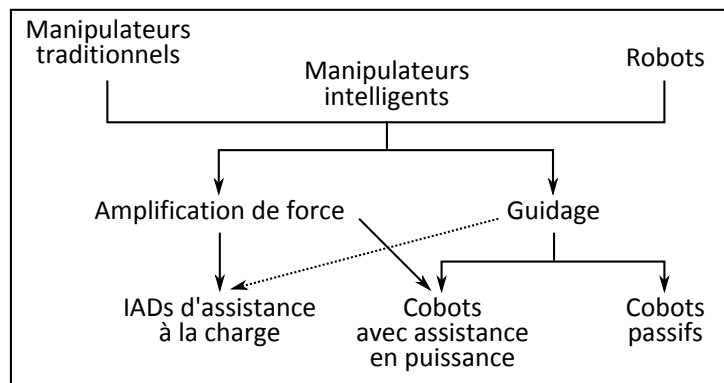 Manipulateurs
traditionnels
Manipulateurs
intelligents
Robots
Amplification de force
Guidage
IADs d'assistance
à la charge
Cobots
avec assistance
en puissance
Cobots
passifs